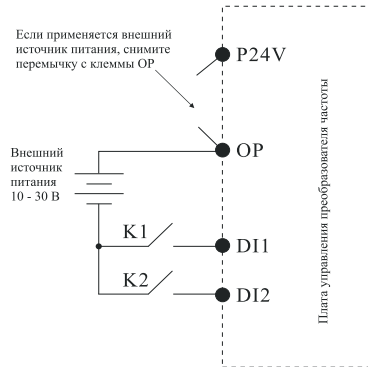 Если применяется внешний
источник питания, снимите
перемычку с клеммы OP
P24V
OP
Внешний
источник
питания
10 - 30 В
K1
DI1
K2
DI2
Плата управления преобразователя частоты